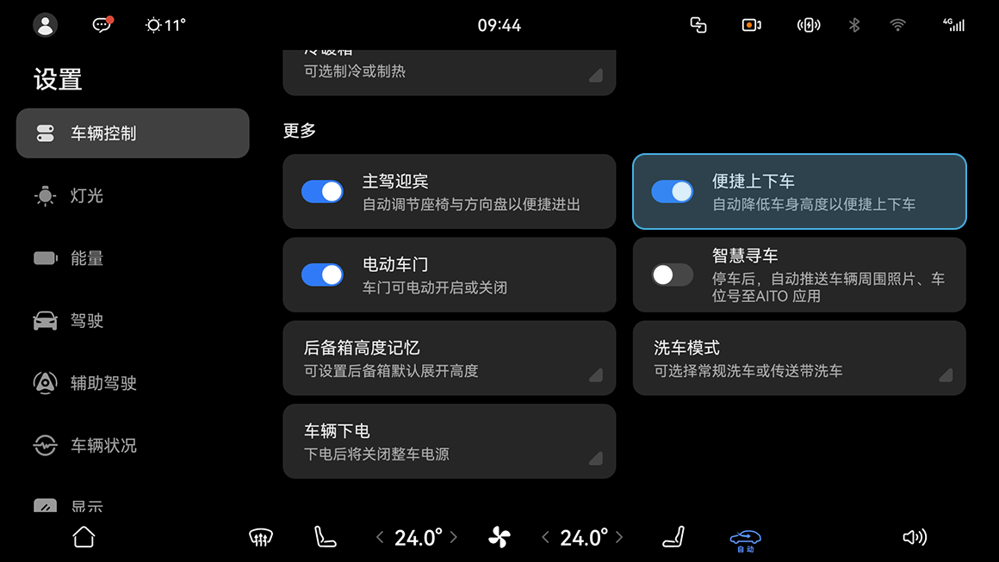 11°
09:44
4G
设置
车辆控制
灯光
能量
驾驶
辅助驾驶
车辆状况
显示
冷暖箱
可选制冷或制热
更多
主驾迎宾
自动调节座椅与方向盘以便捷进出
便捷上下车
自动降低车身高度以便捷上下车
电动车门
车门可电动开启或关闭
智慧寻车
停车后，自动推送车辆周围照片、车
位号至AITO 应用
后备箱高度记忆
可设置后备箱默认展开高度
洗车模式
可选择常规洗车或传送带洗车
车辆下电
下电后将关闭整车电源
24.0°
24.0°
自动